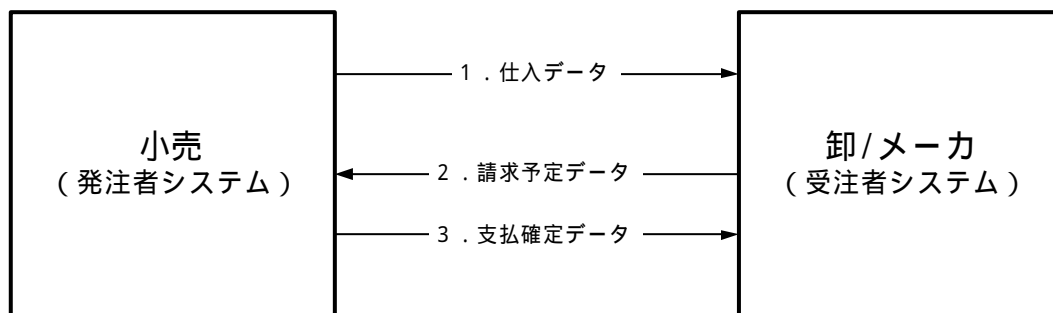 小売
（発注者システム）
１．仕入データ
２．請求予定データ
３．支払確定データ
卸/メーカ
（受注者システム）